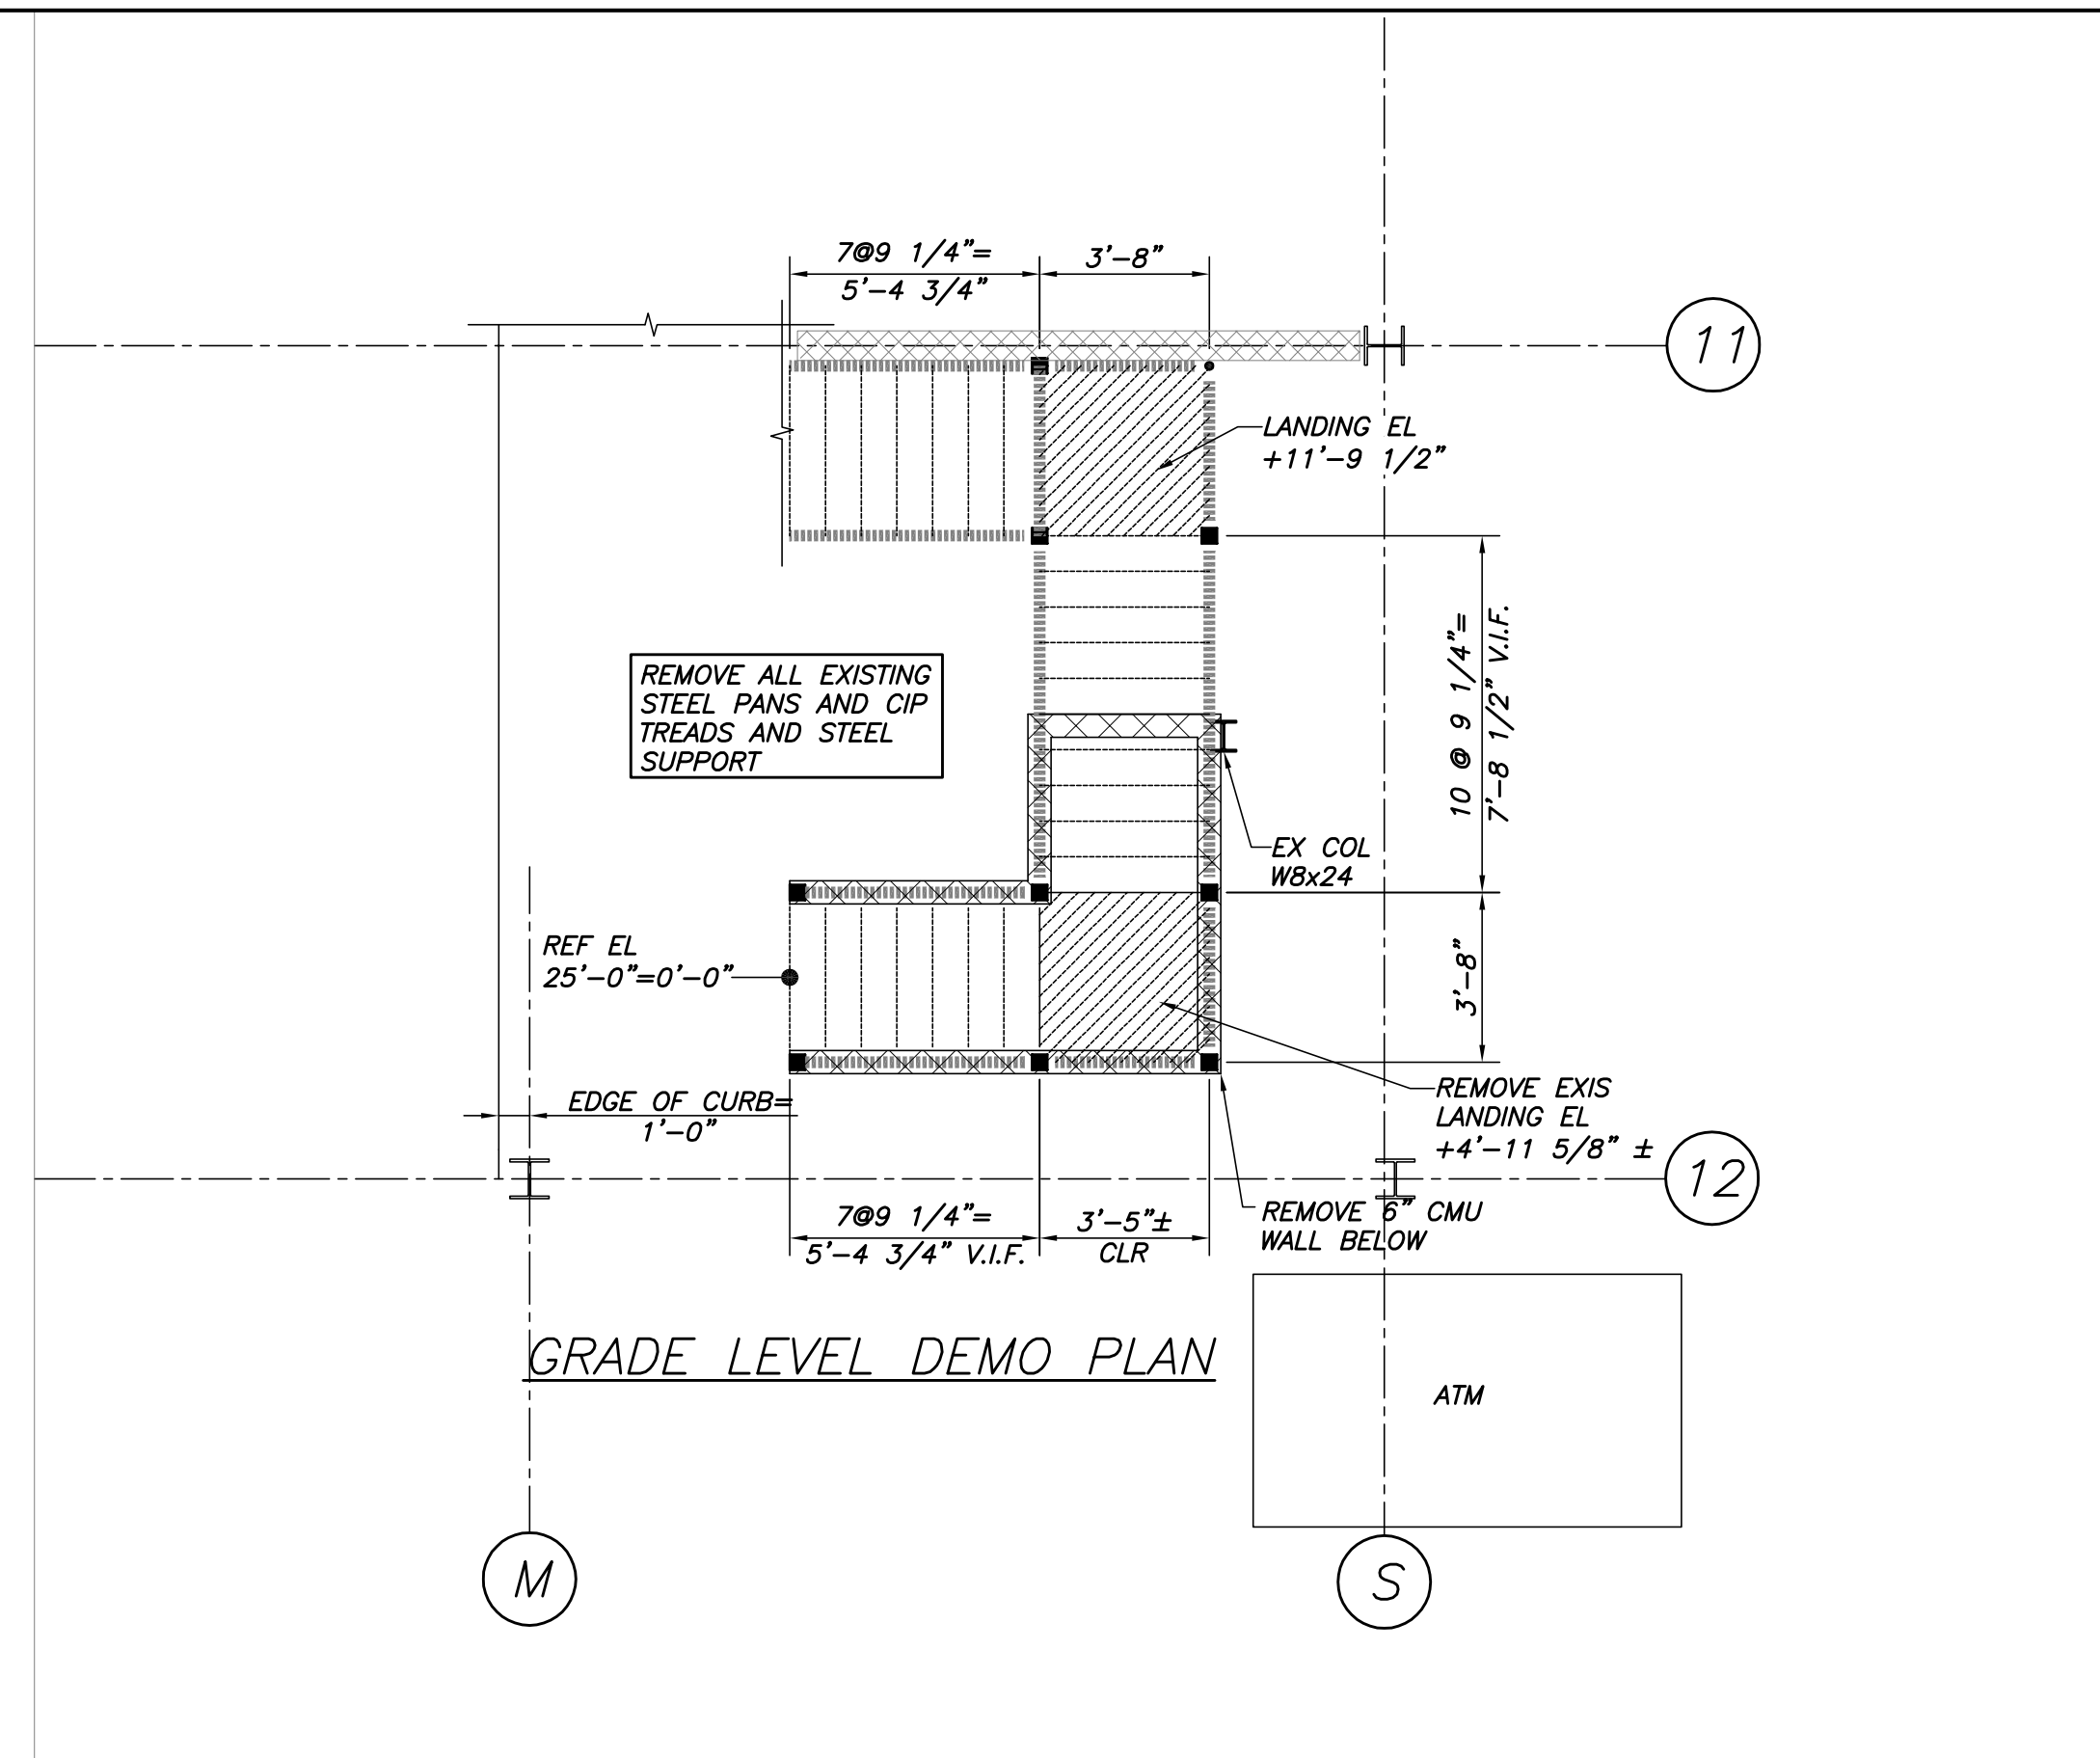 7@9 1/4"=
5'-4 3/4"
3'-8"
11
LANDING EL
+11'-9 1/2"
10 @ 9 1/4"=
7'-8 1/2" V.I.F.
REMOVE ALL EXISTING
STEEL PANS AND CIP
TREADS AND STEEL
SUPPORT
EX COL
W8x24
REF EL
25'-0"=0'-0"
3'-8"
EDGE OF CURB=
1'-0"
REMOVE EXIS
LANDING EL
+4'-11 5/8" ±
12
7@9 1/4"=
5'-4 3/4" V.I.F.
3'-5"±
CLR
REMOVE 6" CMU
WALL BELOW
GRADE LEVEL DEMO PLAN
ATM
M
S